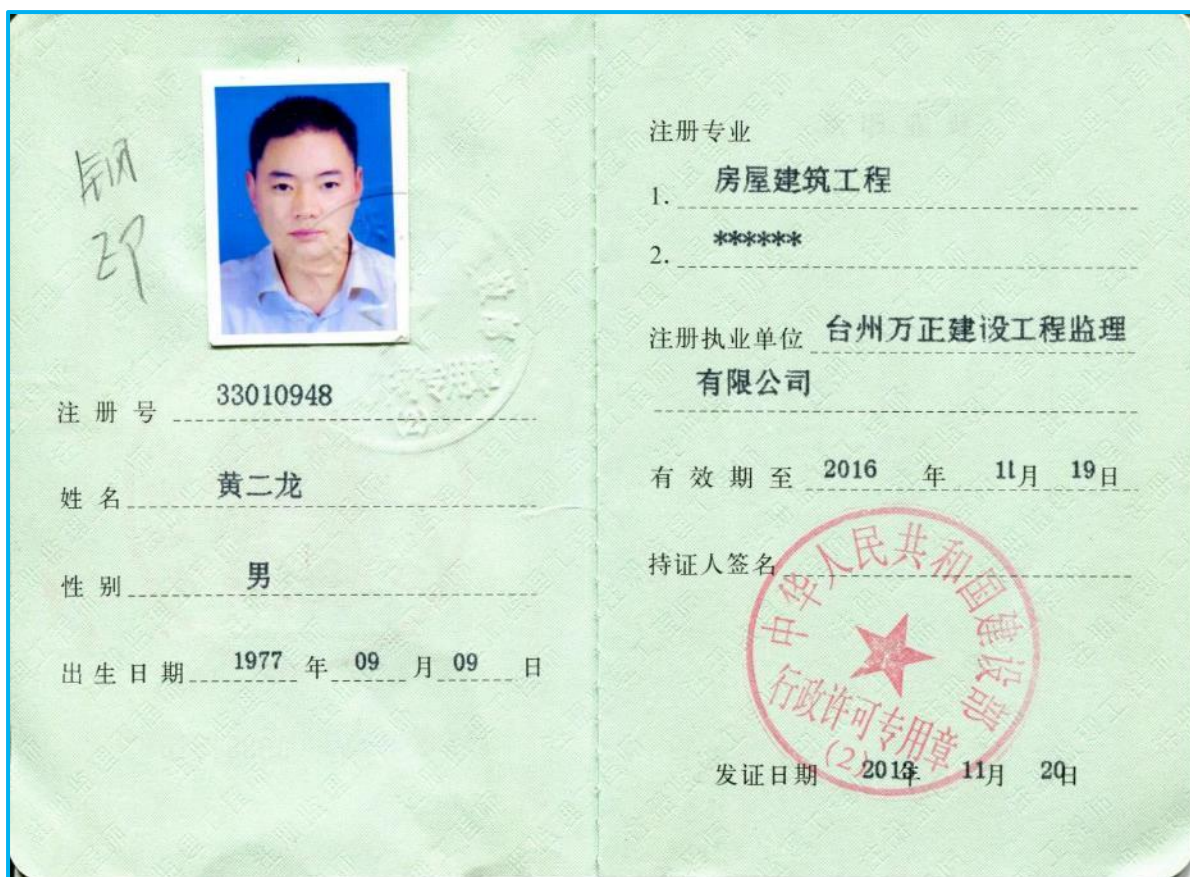 钢
印
注 册 号 33010948
姓 名 黄二龙
性 别 男
出 生 日 期 1977 年 09 月 09 日
注册专业
1. 房屋建筑工程
2. ******
注册执业单位 台州万正建设工程监理
有限公司
有 效 期 至 2016 年 11月 19日
持证人签名
中华人民共和国建设部
行政许可专用章
(2)
发证日期 2013年 11月 20日